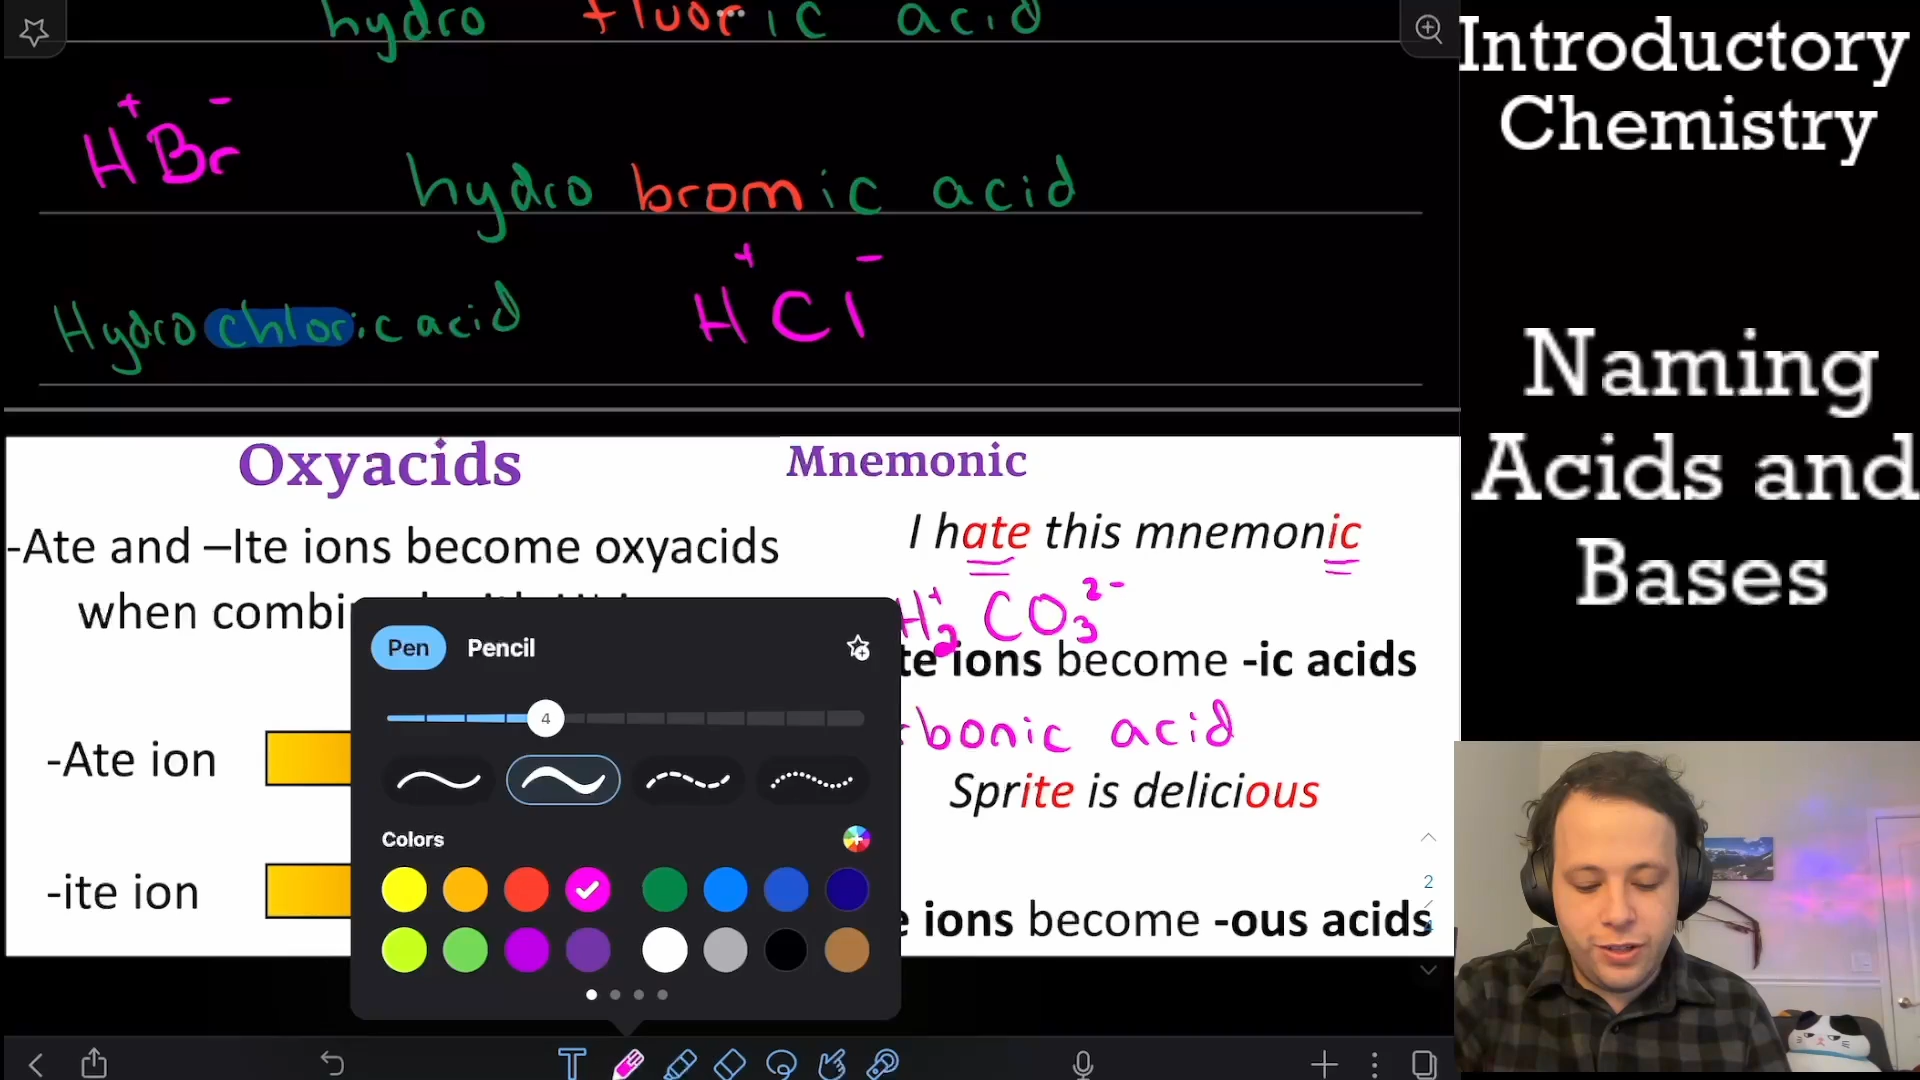 hydro fluoric acid
H⁺Br⁻
hydro bromic acid
Hydrochloric acid
H⁺Cl⁻
Oxyacids
-Ate and –Ite ions become oxyacids
when combi
-Ate ion
-ite ion
Mnemonic
I hate this mnemonic
H⁺₂ CO₃²⁻
te ions become -ic acids
rbonic acid
Sprite is delicious
e ions become -ous acids
2
Pen
Pencil
4
Colors
T
Introductory
Chemistry
Naming
Acids and
Bases